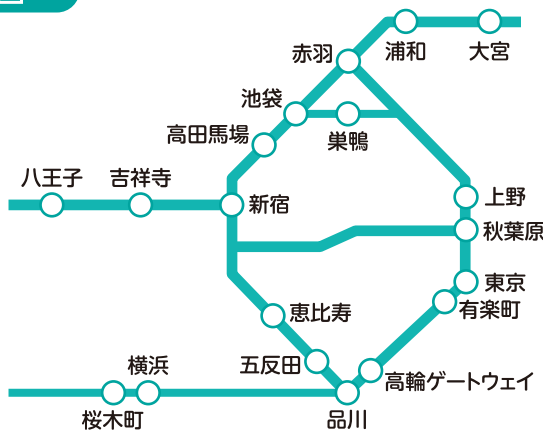 赤羽
浦和
大宮
池袋
高田馬場
巣鴨
八王子
吉祥寺
新宿
上野
秋葉原
東京
有楽町
恵比寿
五反田
高輪ゲートウェイ
横浜
桜木町
品川